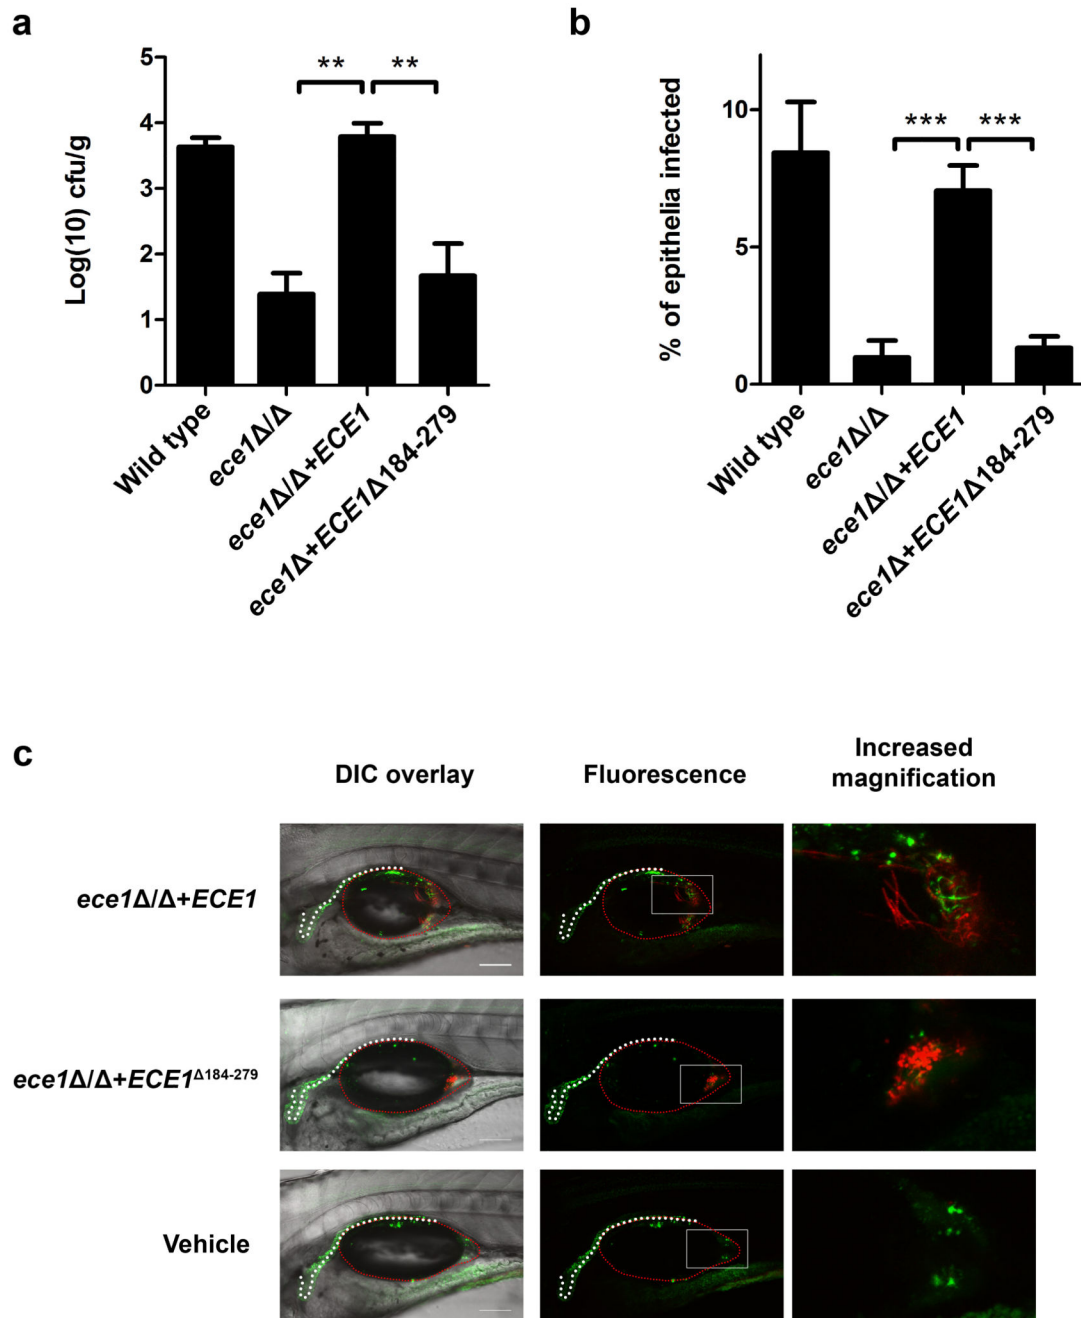 a
Log(10) cfu/g
5
4
3
2
1
0
** **
Wild type
ece1Δ/Δ
ece1Δ/Δ+ECE1
ece1Δ+ECE1Δ184-279
b
% of epithelia infected
10
5
0
*** ***
Wild type
ece1Δ/Δ
ece1Δ/Δ+ECE1
ece1Δ+ECE1Δ184-279
c
DIC overlay
Fluorescence
Increased
magnification
ece1Δ/Δ+ECE1
ece1Δ/Δ+ECE1Δ184-279
Vehicle